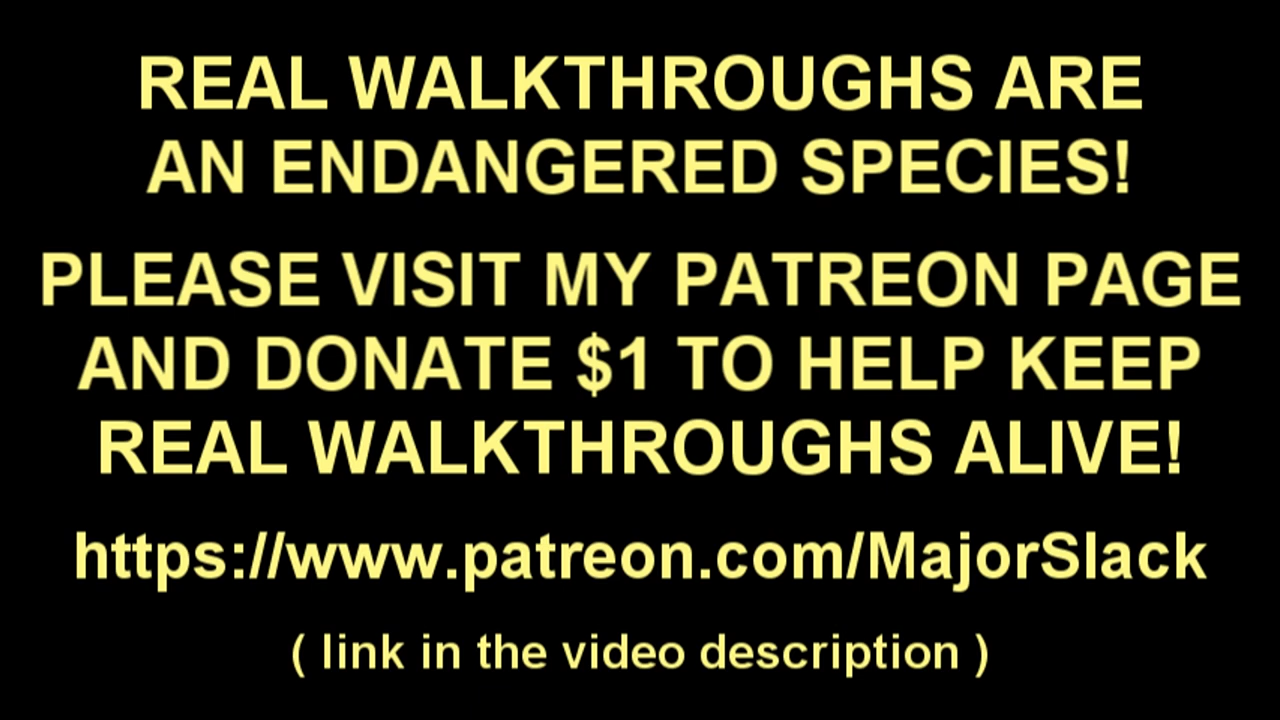 REAL WALKTHROUGHS ARE
AN ENDANGERED SPECIES!
PLEASE VISIT MY PATREON PAGE
AND DONATE $1 TO HELP KEEP
REAL WALKTHROUGHS ALIVE!
https://www.patreon.com/MajorSlack
( link in the video description )